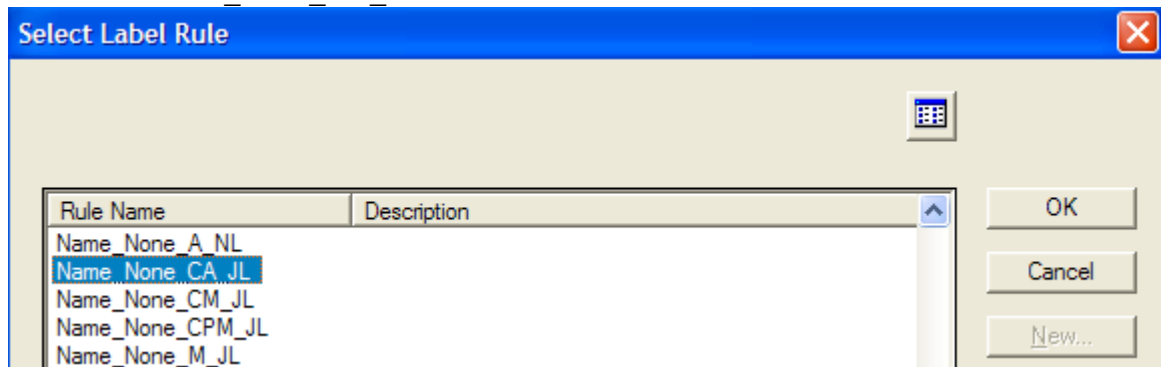 Select Label Rule
Rule Name Description
OK
Name_None_A_NL
Name_None_CA_JL
Cancel
Name_None_CM_JL
Name_None_CPM_JL
New...
Name_None_M_JL